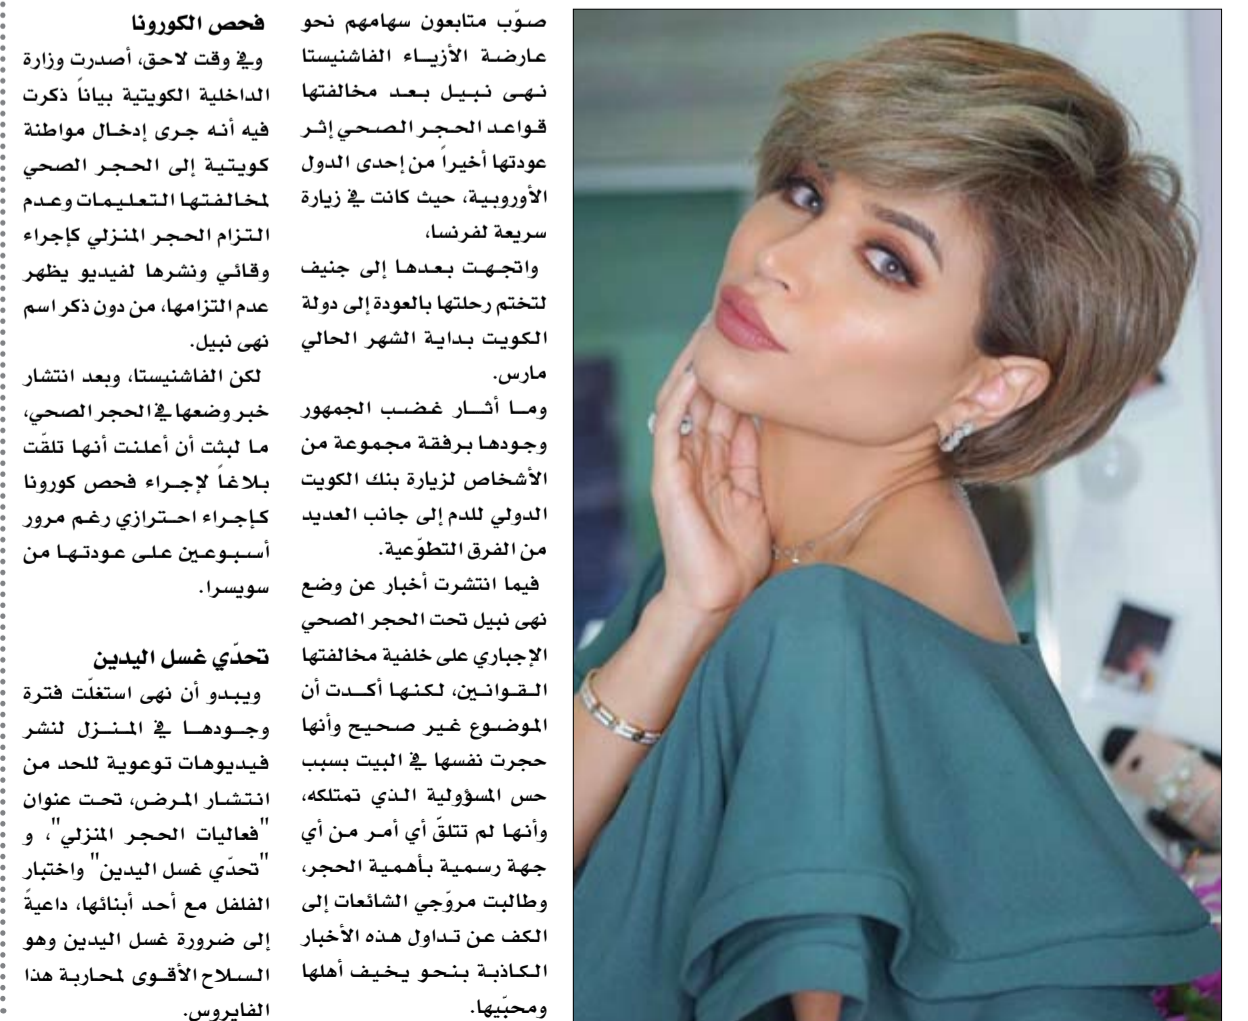 صوّب متابعون سهامهم نحو
عارضة الأزياء الفاشنيستا
نهى نبيل بعد مخالفتها
قواعد الحجر الصحي إثر
عودتها أخيراً من إحدى الدول
الأوروبية، حيث كانت في زيارة
سريعة لفرنسا،
واتجهت بعدها إلى جنيف
لتختم رحلتها بالعودة إلى دولة
الكويت بداية الشهر الحالي
مارس.
وما أثار غضب الجمهور
وجودها برفقة مجموعة من
الأشخاص لزيارة بنك الكويت
الدولي للدم إلى جانب العديد
من الفرق التطوّعية.
فيما انتشرت أخبار عن وضع
نهى نبيل تحت الحجر الصحي
الإجباري على خلفية مخالفتها
القوانين، لكنها أكدت أن
الموضوع غير صحيح وأنها
حجرت نفسها في البيت بسبب
حس المسؤولية الذي تمتلكه،
وأنها لم تتلقّ أي أمر من أي
جهة رسمية بأهمية الحجر،
وطالبت مروّجي الشائعات إلى
الكف عن تداول هذه الأخبار
الكاذبة بنحو يخيف أهلها
ومحبّيها.
فحص الكورونا
وفي وقت لاحق، أصدرت وزارة
الداخلية الكويتية بياناً ذكرت
فيه أنه جرى إدخال مواطنة
كويتية إلى الحجر الصحي
لمخالفتها التعليمات وعدم
التزام الحجر المنزلي كإجراء
وقائي ونشرها لفيديو يظهر
عدم التزامها، من دون ذكر اسم
نهى نبيل.
لكن الفاشنيستا، وبعد انتشار
خبر وضعها في الحجر الصحي،
ما لبثت أن أعلنت أنها تلقّت
بلاغاً لإجراء فحص كورونا
كإجراء احترازي رغم مرور
أسبوعين على عودتها من
سويسرا.
تحدّي غسل اليدين
ويبدو أن نهى استغلّت فترة
وجودها في المنزل لنشر
فيديوهات توعوية للحد من
انتشار المرض، تحت عنوان
"فعاليات الحجر المنزلي"، و
"تحدّي غسل اليدين" واختبار
الفلفل مع أحد أبنائها، داعيةً
إلى ضرورة غسل اليدين وهو
السلاح الأقوى لمحاربة هذا
الفايروس.